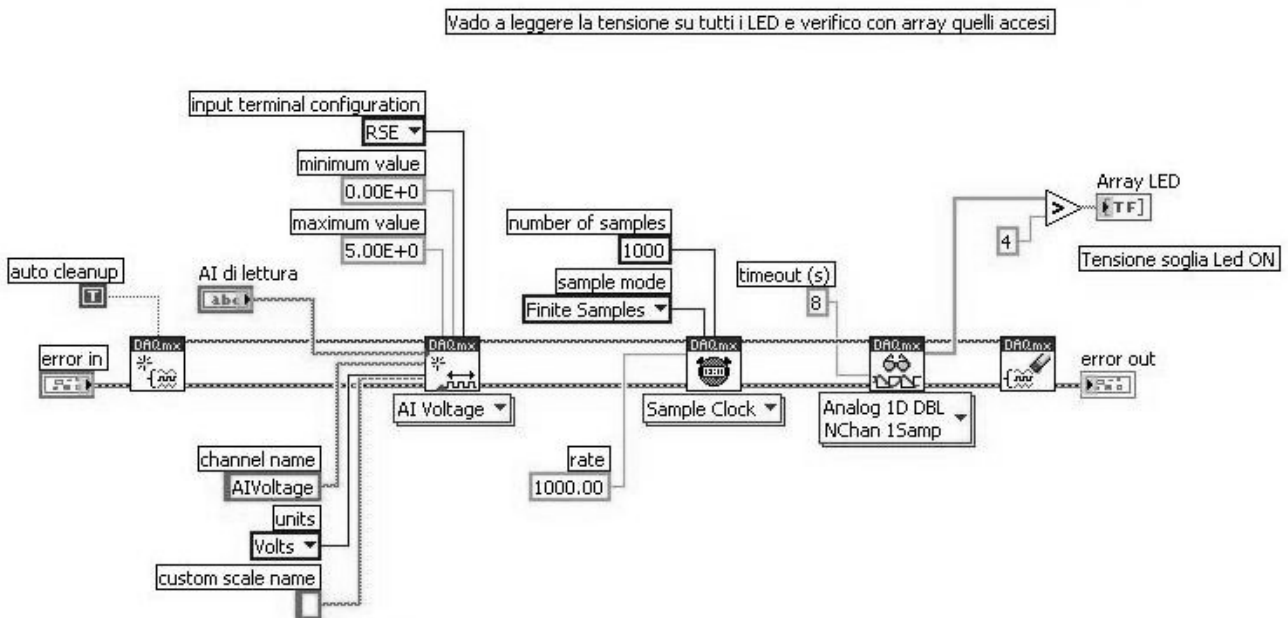 Vado a leggere la tensione su tutti i LED e verifico con array quelli accesi
input terminal configuration
RSE
minimum value
0.00E+0
maximum value
5.00E+0
number of samples
1000
sample mode
Finite Samples
timeout (s)
8
Array LED
>
TF
4
Tensione soglia Led ON
auto cleanup
T
AI di lettura
abc
error in
DAQmx
DAQmx
AI Voltage
DAQmx
Sample Clock
DAQmx
Analog 1D DBL
NChan 1Samp
DAQmx
error out
channel name
AIVoltage
units
Volts
custom scale name
rate
1000.00